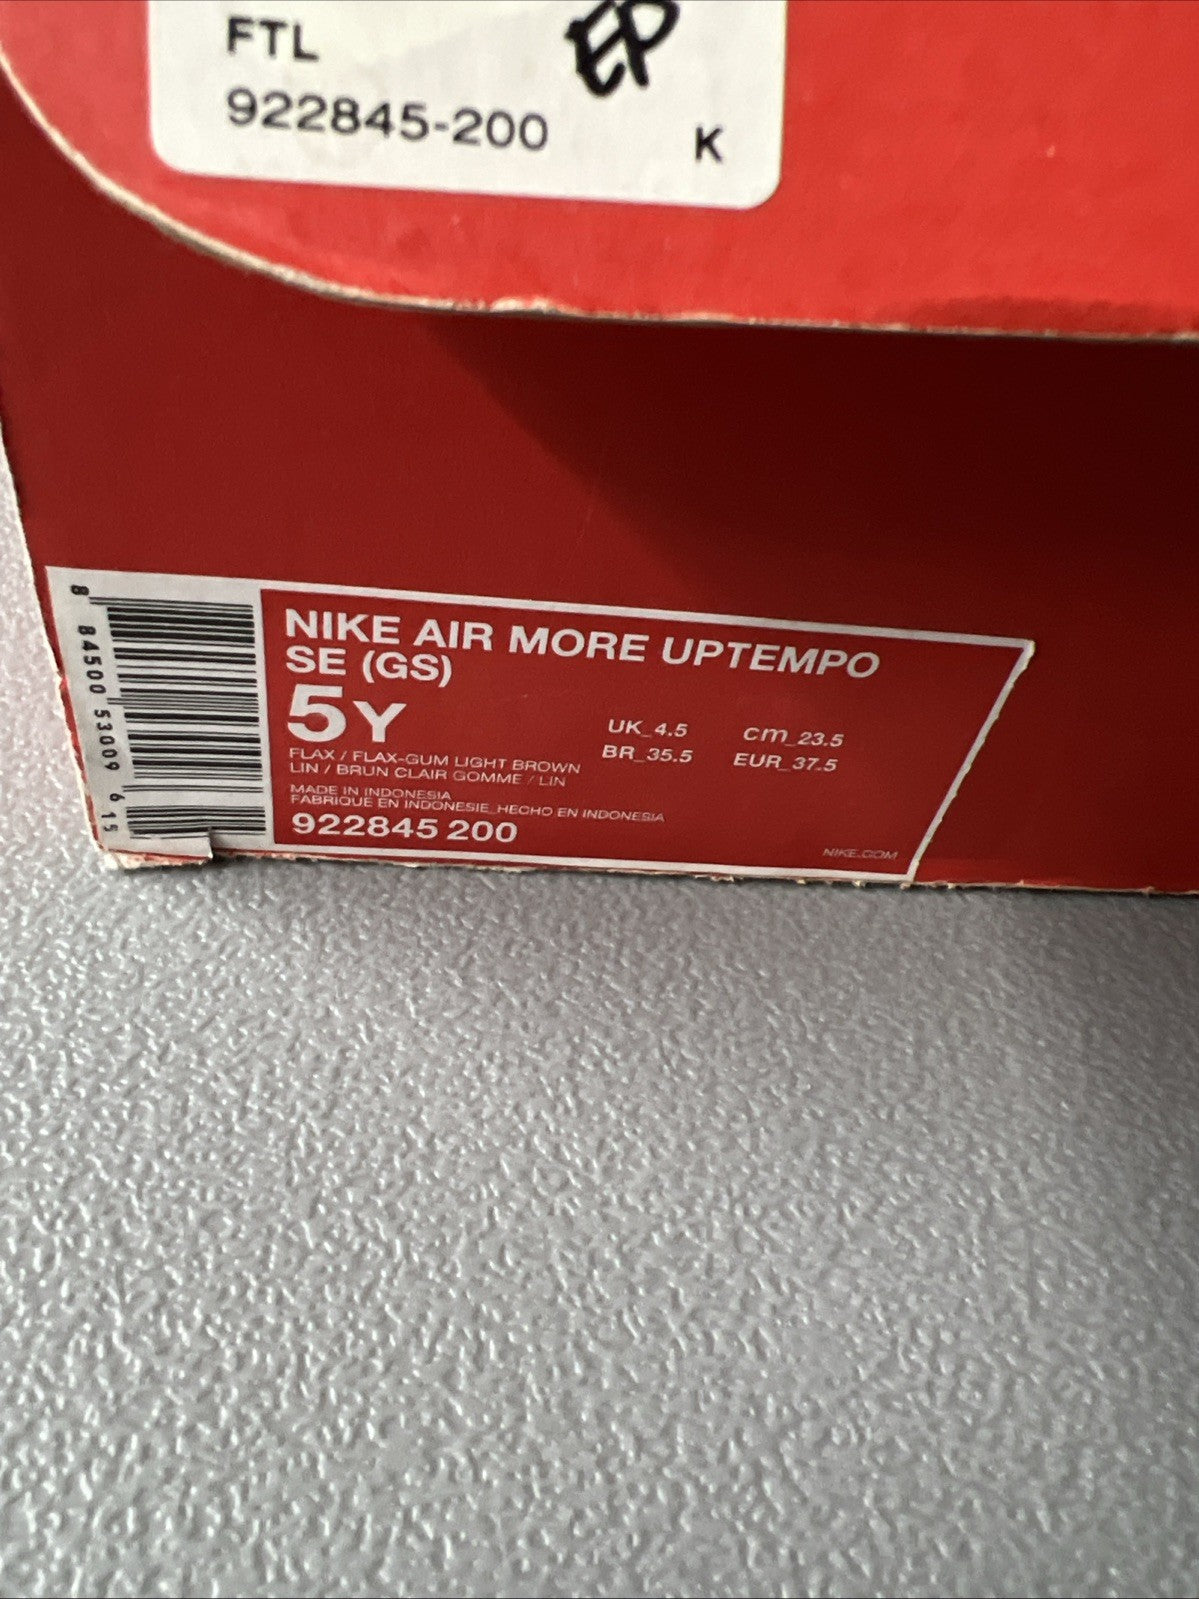 FTL
EP
922845-200
K
NIKE AIR MORE UPTEMPO
SE (GS)
5Y
UK_4.5 cm_23.5
BR_35.5 EUR_37.5
FLAX / FLAX-GUM LIGHT BROWN
LIN / BRUN CLAIR GOMME / LIN
MADE IN INDONESIA
FABRIQUE EN INDONESIE_HECHO EN INDONESIA
922845 200
NIKE.COM
8 84500 53009 6 15